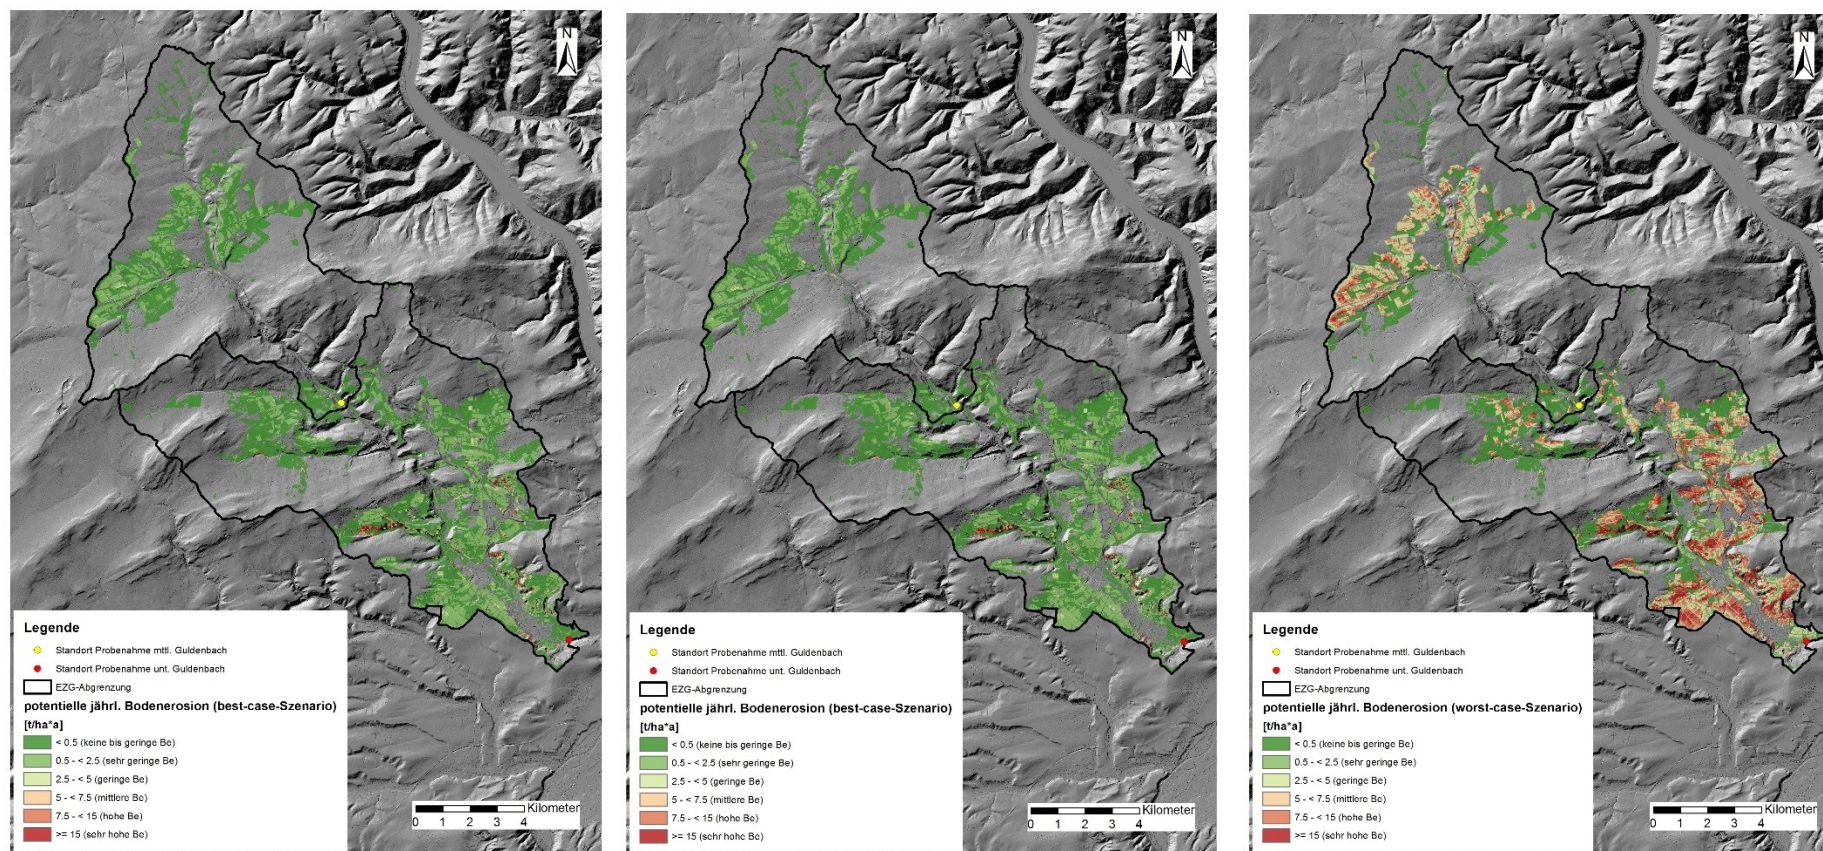 N
Legende
Standort Probenahme mttl. Guldenbach
Standort Probenahme unt. Guldenbach
EZG-Abgrenzung
potentielle jährl. Bodenerosion (best-case-Szenario)
[t/ha*a]
< 0.5 (keine bis geringe Be)
0.5 - < 2.5 (sehr geringe Be)
2.5 - < 5 (geringe Be)
5 - < 7.5 (mittlere Be)
7.5 - < 15 (hohe Be)
>= 15 (sehr hohe Be)
Kilometer
0 1 2 3 4
N
Legende
Standort Probenahme mttl. Guldenbach
Standort Probenahme unt. Guldenbach
EZG-Abgrenzung
potentielle jährl. Bodenerosion (best-case-Szenario)
[t/ha*a]
< 0.5 (keine bis geringe Be)
0.5 - < 2.5 (sehr geringe Be)
2.5 - < 5 (geringe Be)
5 - < 7.5 (mittlere Be)
7.5 - < 15 (hohe Be)
>= 15 (sehr hohe Be)
Kilometer
0 1 2 3 4
N
Legende
Standort Probenahme mttl. Guldenbach
Standort Probenahme unt. Guldenbach
EZG-Abgrenzung
potentielle jährl. Bodenerosion (worst-case-Szenario)
[t/ha*a]
< 0.5 (keine bis geringe Be)
0.5 - < 2.5 (sehr geringe Be)
2.5 - < 5 (geringe Be)
5 - < 7.5 (mittlere Be)
7.5 - < 15 (hohe Be)
>= 15 (sehr hohe Be)
Kilometer
0 1 2 3 4